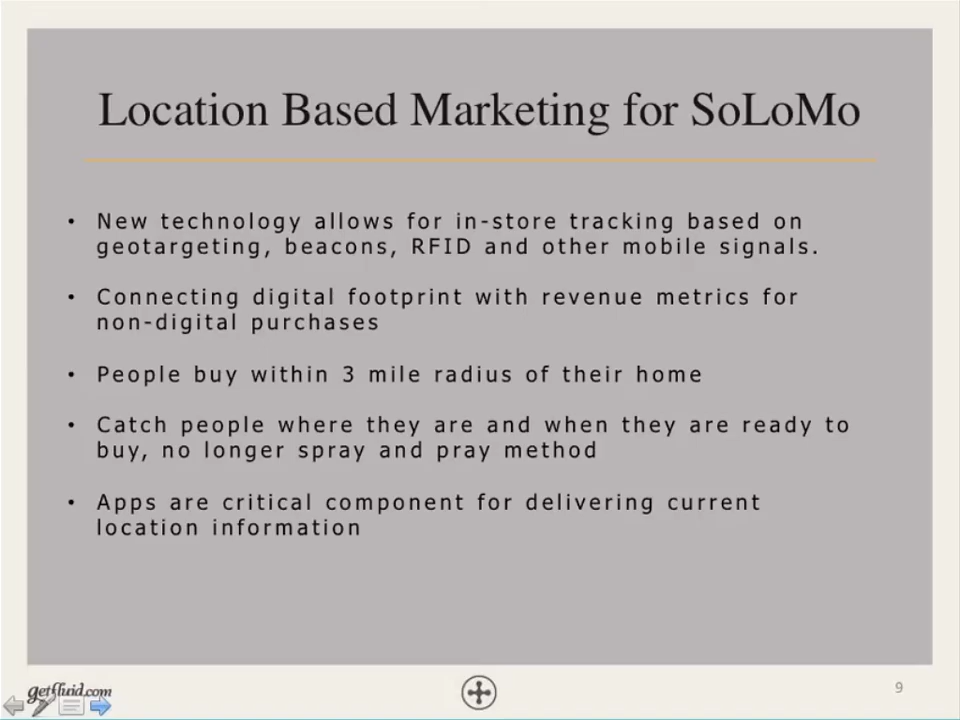 Location Based Marketing for SoLoMo
• New technology allows for in-store tracking based on
geotargeting, beacons, RFID and other mobile signals.
• Connecting digital footprint with revenue metrics for
non-digital purchases
• People buy within 3 mile radius of their home
• Catch people where they are and when they are ready to
buy, no longer spray and pray method
• Apps are critical component for delivering current
location information
getfluid.com
9